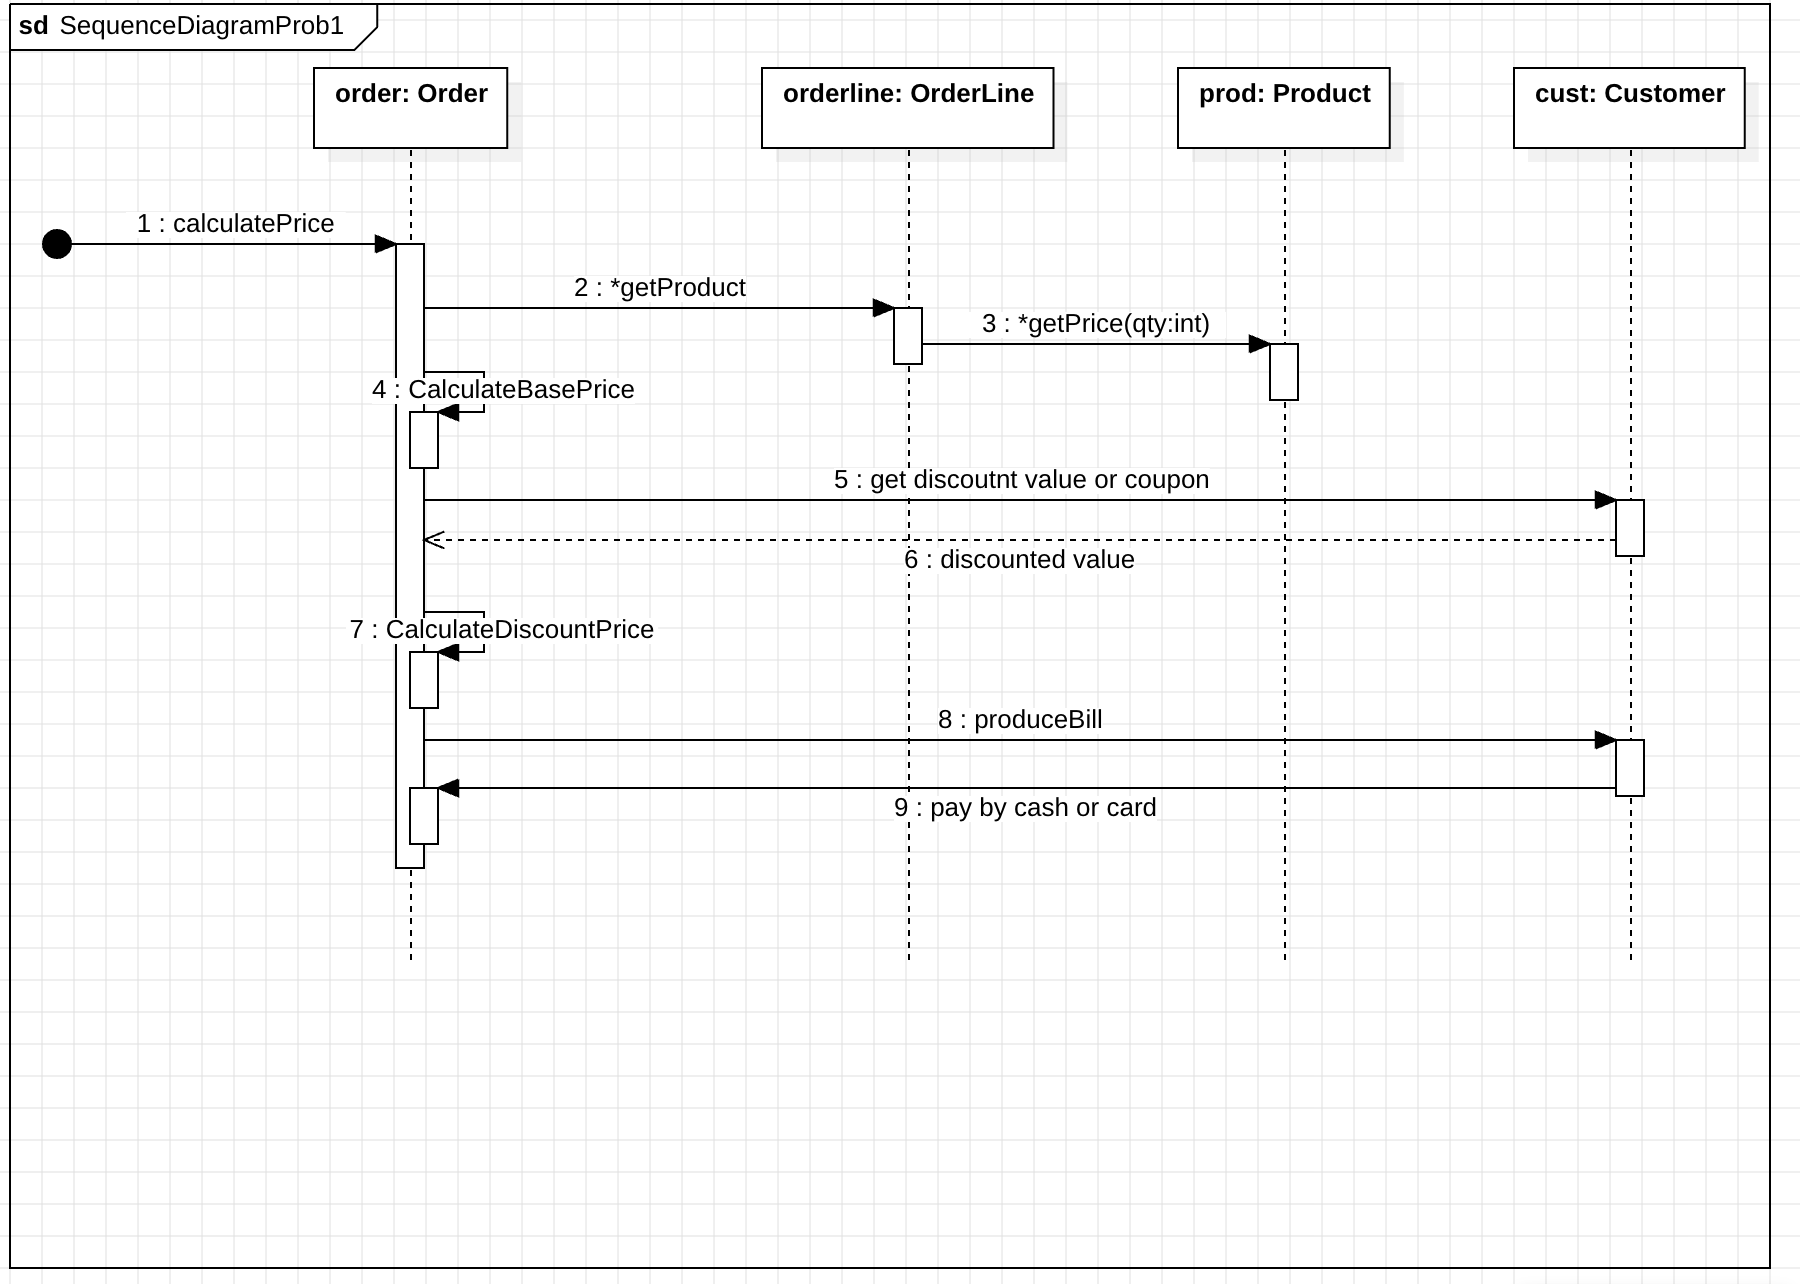 sd SequenceDiagramProb1
order: Order
orderline: OrderLine
prod: Product
cust: Customer
1 : calculatePrice
2 : *getProduct
3 : *getPrice(qty:int)
4 : CalculateBasePrice
5 : get discoutnt value or coupon
6 : discounted value
7 : CalculateDiscountPrice
8 : produceBill
9 : pay by cash or card